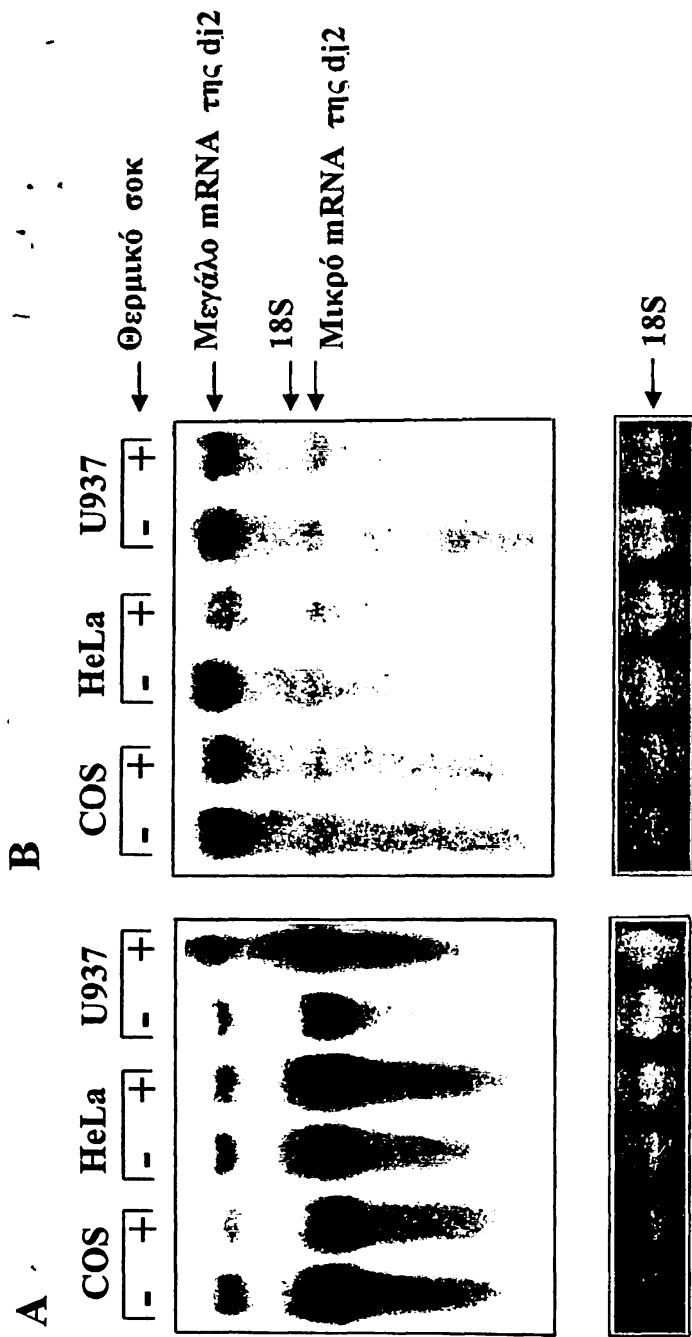 A
COS HeLa U937
- + - + - +
B
COS HeLa U937
- + - + - +
Θερμικό σοκ
Μεγάλο mRNA της dj2
18S
Μικρό mRNA της dj2
18S